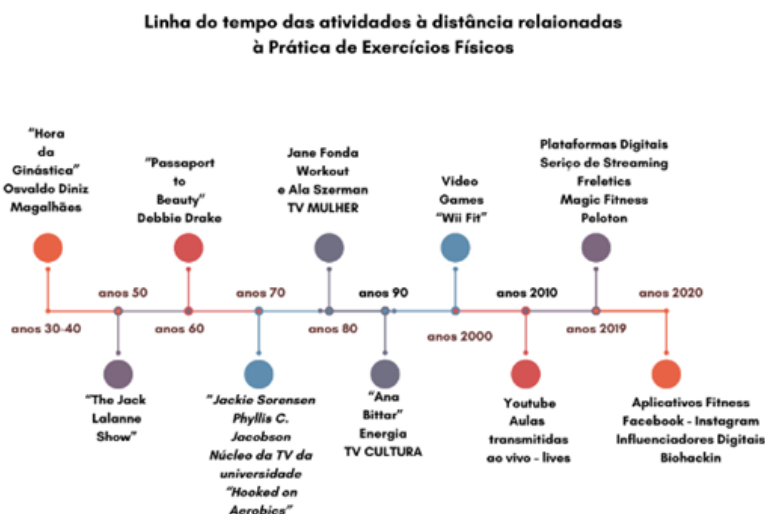 Linha do tempo das atividades à distância relaionadas
à Prática de Exercícios Físicos
"Hora
da
Ginástica"
Osvaldo Diniz
Magalhães
anos 30-40
anos 50
"The Jack
Lalanne
Show"
"Passaport
to
Beauty"
Debbie Drake
anos 60
anos 70
"Jackie Sorensen
Phyllis C.
Jacobson
Núcleo da TV da
universidade
"Hooked on
Aerobics"
Jane Fonda
Workout
e Ala Szerman
TV MULHER
anos 80
anos 90
"Ana
Bittar"
Energia
TV CULTURA
Video
Games
"Wii Fit"
anos 2000
anos 2010
Youtube
Aulas
transmitidas
ao vivo - lives
Plataformas Digitais
Seriço de Streaming
Freletics
Magic Fitness
Peloton
anos 2019
anos 2020
Aplicativos Fitness
Facebook - Instagram
Influenciadores Digitais
Biohackin